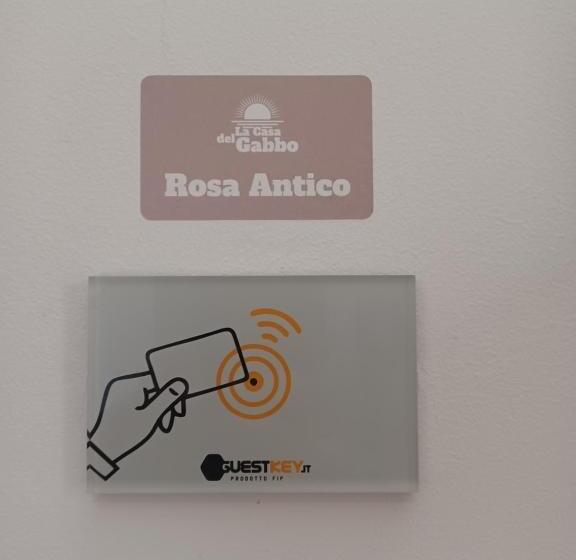 La Casa
del Gabbo
Rosa Antico
GUESTKEY.IT
PRODOTTO FIP